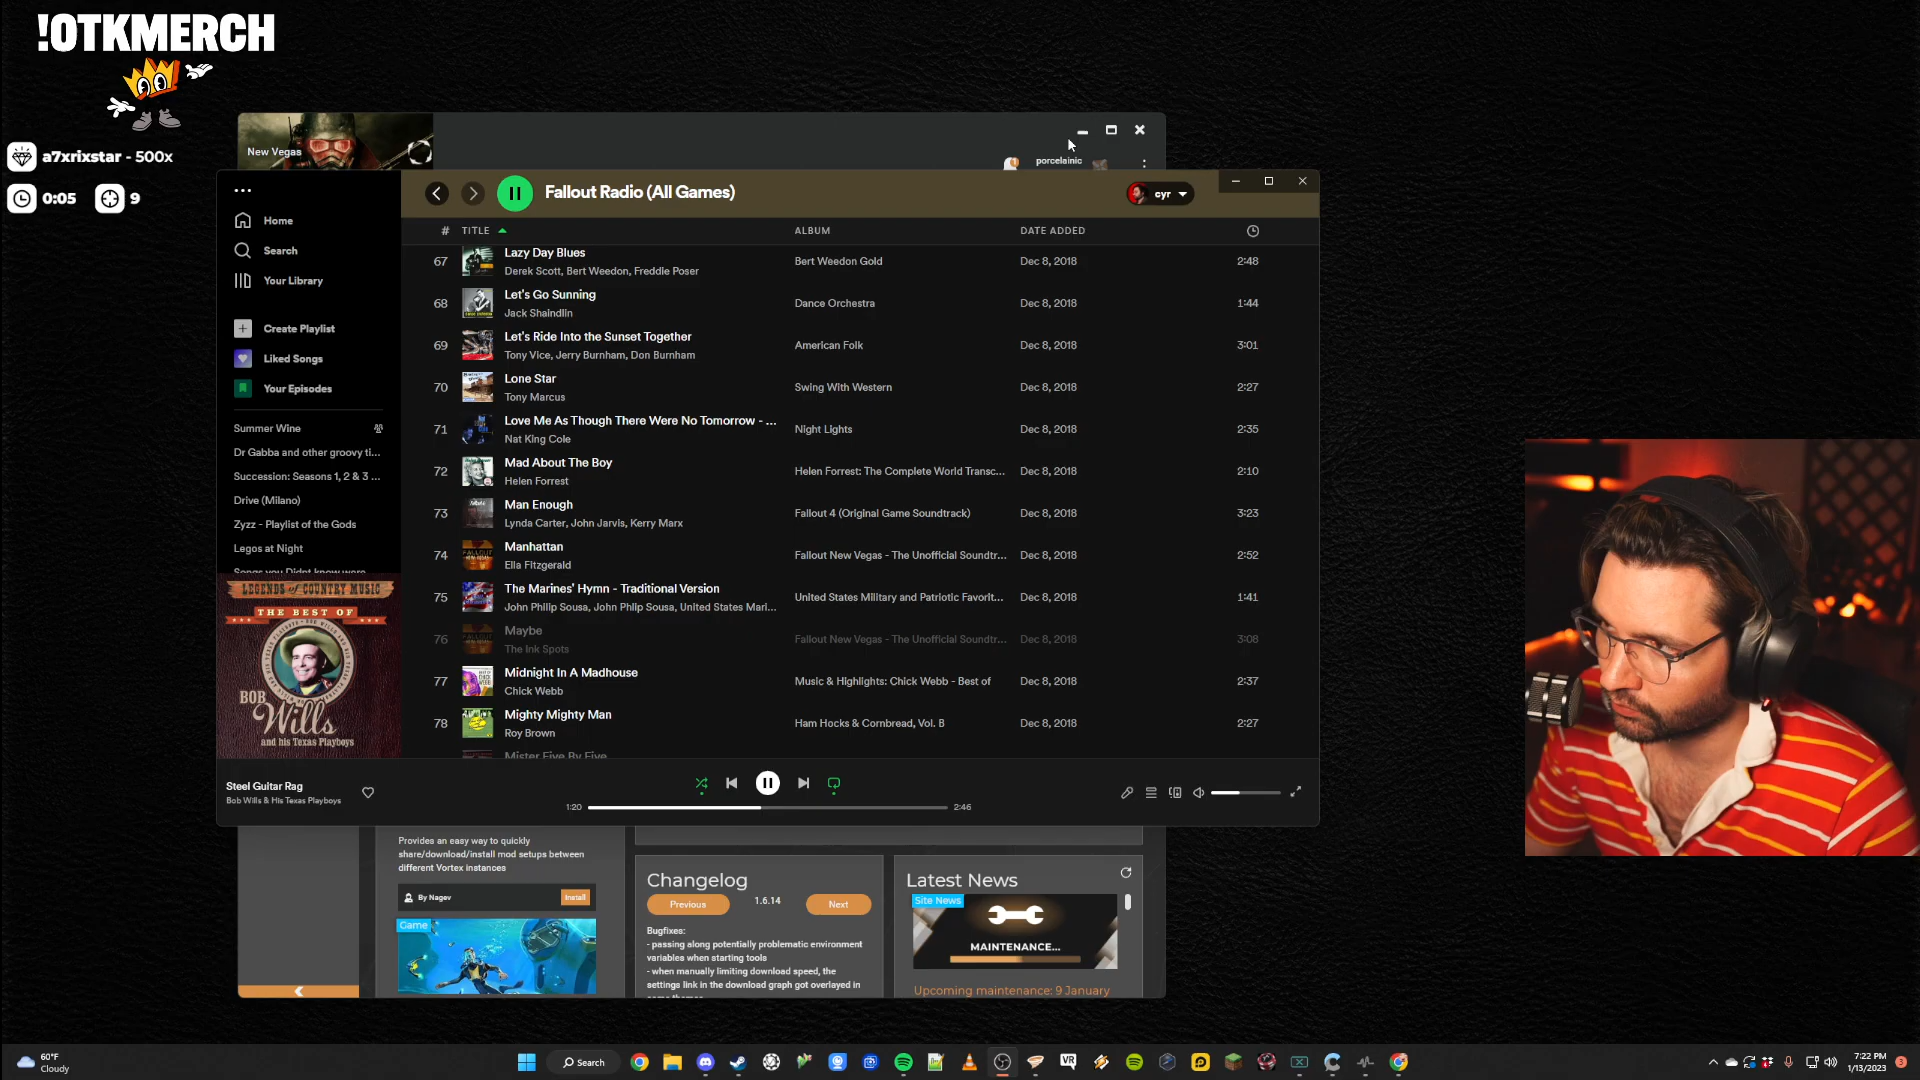 !OTKMERCH
a7xrixstar - 500x
0:05
9
New Vegas
porcelainic
Fallout Radio (All Games)
cyr
Home
Search
Your Library
Create Playlist
Liked Songs
Your Episodes
Summer Wine
Dr Gabba and other groovy ti...
Succession: Seasons 1, 2 & 3 ...
Drive (Milano)
Zyzz - Playlist of the Gods
Legos at Night
Songs you Didnt know were
# TITLE ALBUM DATE ADDED
67 Lazy Day Blues Bert Weedon Gold Dec 8, 2018 2:48
Derek Scott, Bert Weedon, Freddie Poser
68 Let's Go Sunning Dance Orchestra Dec 8, 2018 1:44
Jack Shaindlin
69 Let's Ride Into the Sunset Together American Folk Dec 8, 2018 3:01
Tony Vice, Jerry Burnham, Don Burnham
70 Lone Star Swing With Western Dec 8, 2018 2:27
Tony Marcus
71 Love Me As Though There Were No Tomorrow - ... Night Lights Dec 8, 2018 2:35
Nat King Cole
72 Mad About The Boy Helen Forrest: The Complete World Transc... Dec 8, 2018 2:10
Helen Forrest
73 Man Enough Fallout 4 (Original Game Soundtrack) Dec 8, 2018 3:23
Lynda Carter, John Jarvis, Kerry Marx
74 Manhattan Fallout New Vegas - The Unofficial Soundtr... Dec 8, 2018 2:52
Ella Fitzgerald
75 The Marines' Hymn - Traditional Version United States Military and Patriotic Favorit... Dec 8, 2018 1:41
John Philip Sousa, John Phlip Sousa, United States Mari...
76 Maybe Fallout New Vegas - The Unofficial Soundtr... Dec 8, 2018 3:08
The Ink Spots
77 Midnight In A Madhouse Music & Highlights: Chick Webb - Best of Dec 8, 2018 2:37
Chick Webb
78 Mighty Mighty Man Ham Hocks & Cornbread, Vol. B Dec 8, 2018 2:27
Roy Brown
Mister Five By Five
LEGENDS of COUNTRY MUSIC
THE BEST OF
BOB
Wills
and his Texas Playboys
Steel Guitar Rag
Bob Wills & His Texas Playboys
1:20
2:46
Provides an easy way to quickly
share/download/install mod setups between
different Vortex instances
By Nagev
Install
Game
Changelog
Previous
1.6.14
Next
Bugfixes:
- passing along potentially problematic environment
variables when starting tools
- when manually limiting download speed, the
settings link in the download graph got overlayed in
some themes
Latest News
Site News
MAINTENANCE...
Upcoming maintenance: 9 January
60°F
Cloudy
Search
VR
7:22 PM
1/13/2023
3